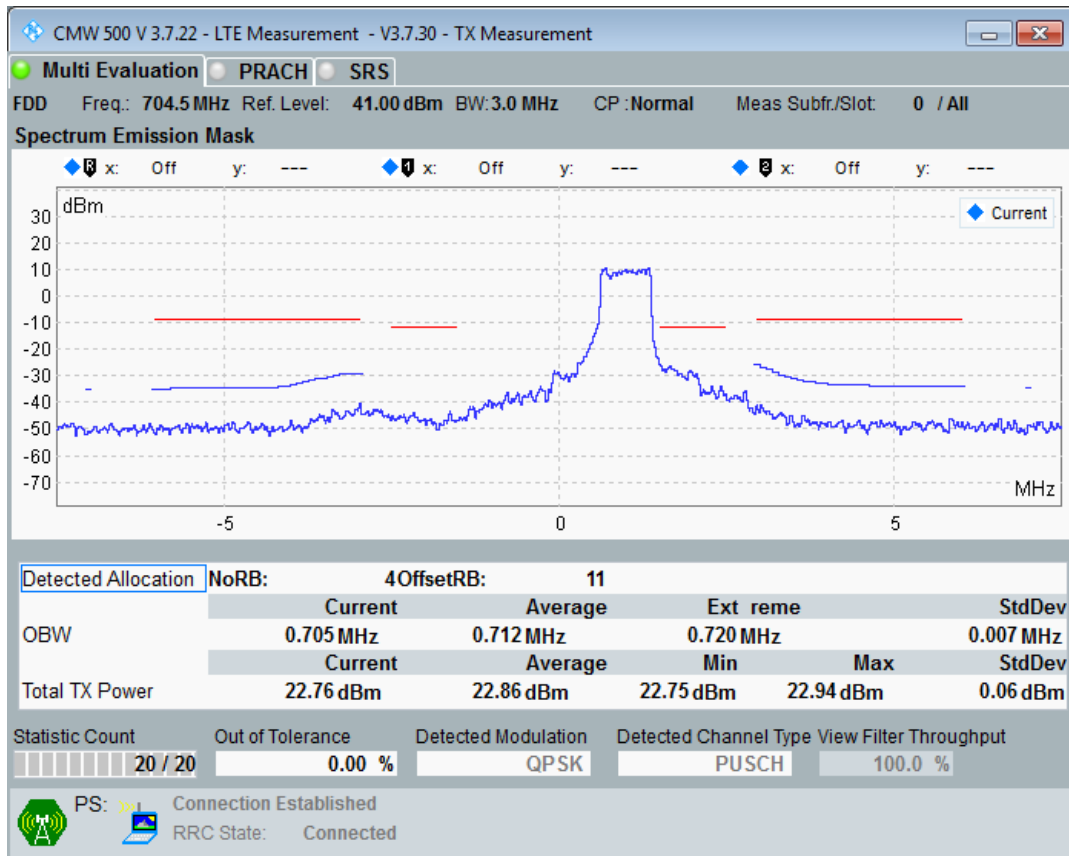 CMW 500 V 3.7.22 - LTE Measurement - V3.7.30 - TX Measurement
Multi Evaluation PRACH SRS
FDD Freq.: 704.5 MHz Ref. Level: 41.00 dBm BW: 3.0 MHz CP : Normal Meas Subfr./Slot: 0 / All
Spectrum Emission Mask
R x: Off y: --- 1 x: Off y: --- 2 x: Off y: ---
dBm
Current
30
20
10
0
-10
-20
-30
-40
-50
-60
-70
MHz
-5 0 5
Detected Allocation NoRB: 4 OffsetRB: 11
Current Average Ext reme StdDev
OBW 0.705 MHz 0.712 MHz 0.720 MHz 0.007 MHz
Current Average Min Max StdDev
Total TX Power 22.76 dBm 22.86 dBm 22.75 dBm 22.94 dBm 0.06 dBm
Statistic Count Out of Tolerance Detected Modulation Detected Channel Type View Filter Throughput
20 / 20 0.00 % QPSK PUSCH 100.0 %
PS: Connection Established
RRC State: Connected